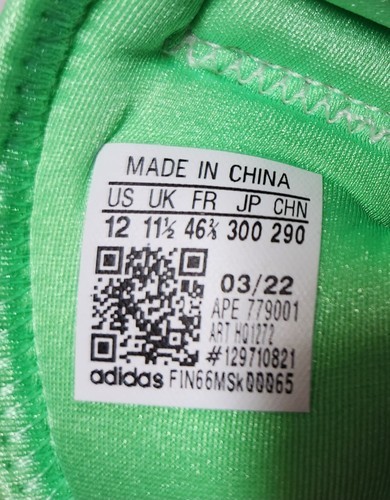 MADE IN CHINA
US UK FR JP CHN
12 11½ 46⅔ 300 290
03/22
APE 779001
ART HQ1272
#129710821
adidas FIN66MSk00065